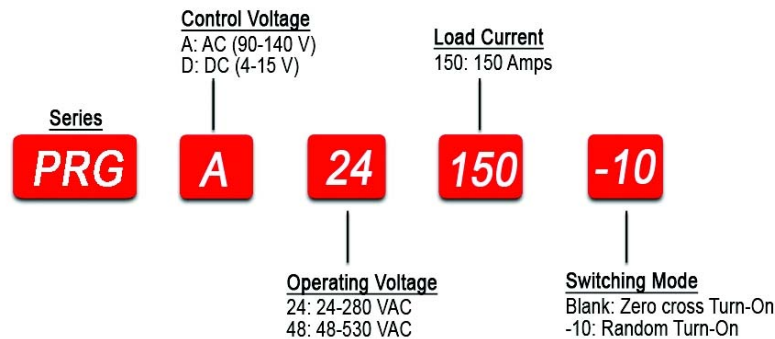 Control Voltage
A: AC (90-140 V)
D: DC (4-15 V)
Load Current
150: 150 Amps
Series
PRG A 24 150 -10
Operating Voltage
24: 24-280 VAC
48: 48-530 VAC
Switching Mode
Blank: Zero cross Turn-On
-10: Random Turn-On